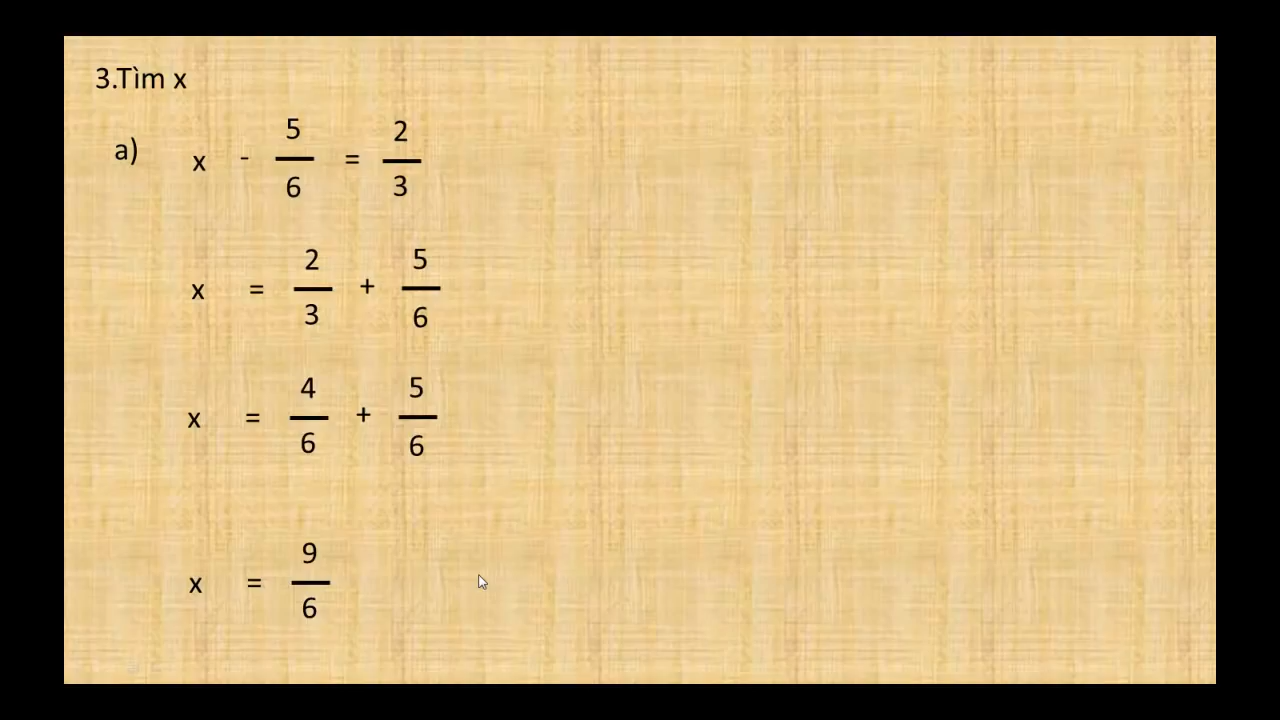 3.Tìm x
a) x - 5/6 = 2/3
x = 2/3 + 5/6
x = 4/6 + 5/6
x = 9/6